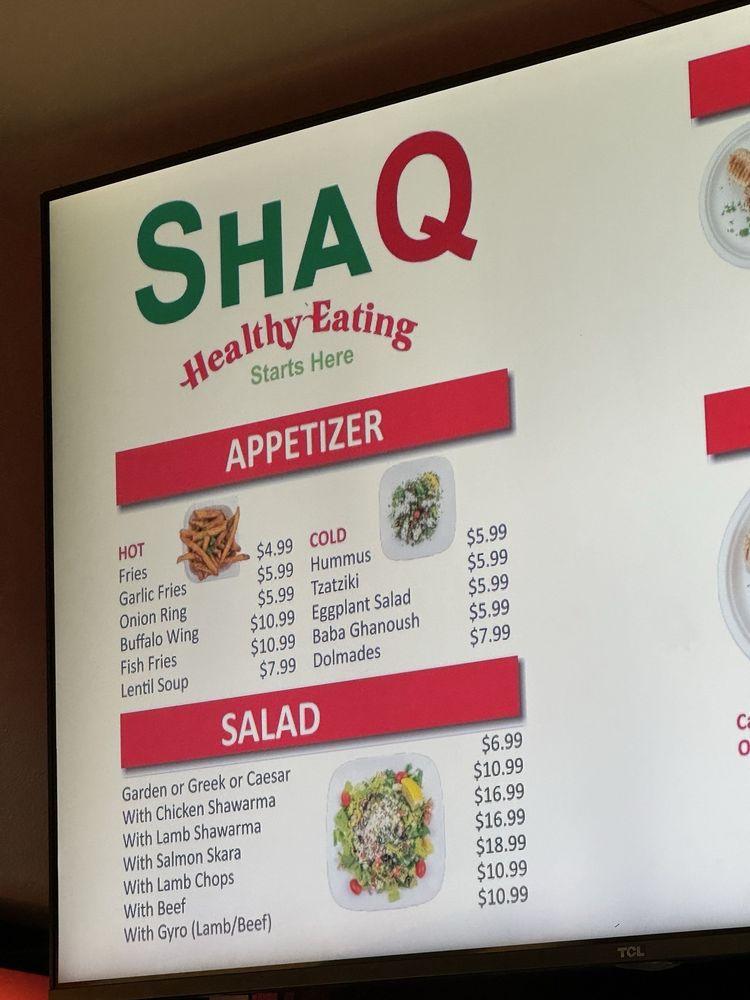 SHAQ
Healthy Eating
Starts Here
APPETIZER
HOT
Fries $4.99
Garlic Fries $5.99
Onion Ring $5.99
Buffalo Wing $10.99
Fish Fries $10.99
Lentil Soup $7.99
COLD
Hummus $5.99
Tzatziki $5.99
Eggplant Salad $5.99
Baba Ghanoush $5.99
Dolmades $7.99
SALAD
Garden or Greek or Caesar $6.99
With Chicken Shawarma $10.99
With Lamb Shawarma $16.99
With Salmon Skara $16.99
With Lamb Chops $18.99
With Beef $10.99
With Gyro (Lamb/Beef) $10.99
TCL